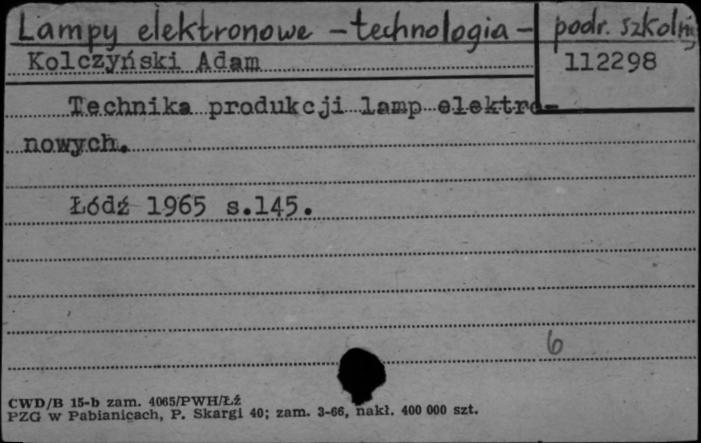 Lampy elektronowe - technologia - podr. szkolny
Kolczyński Adam
112298
Technika produkcji lamp elektro-
nowych.
Łódź 1965 s.145.
6
CWD/B 15-b zam. 4065/PWH/Łź
PZG w Pabianicach, P. Skargi 40; zam. 3-66, nakł. 400 000 szt.